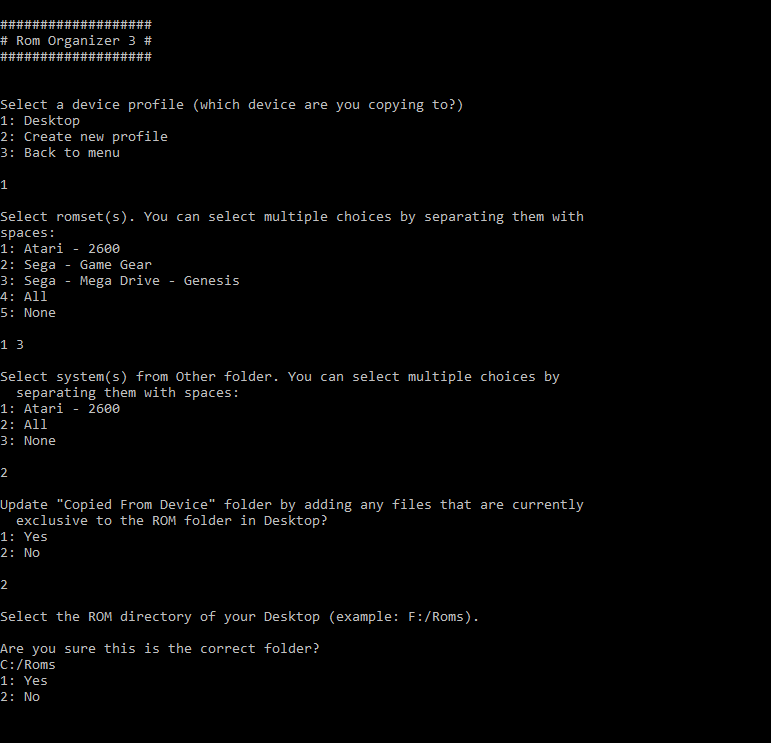 ###################
# Rom Organizer 3 #
###################
Select a device profile (which device are you copying to?)
1: Desktop
2: Create new profile
3: Back to menu
1
Select romset(s). You can select multiple choices by separating them with
spaces:
1: Atari - 2600
2: Sega - Game Gear
3: Sega - Mega Drive - Genesis
4: All
5: None
1 3
Select system(s) from Other folder. You can select multiple choices by
  separating them with spaces:
1: Atari - 2600
2: All
3: None
2
Update "Copied From Device" folder by adding any files that are currently
  exclusive to the ROM folder in Desktop?
1: Yes
2: No
2
Select the ROM directory of your Desktop (example: F:/Roms).
Are you sure this is the correct folder?
C:/Roms
1: Yes
2: No